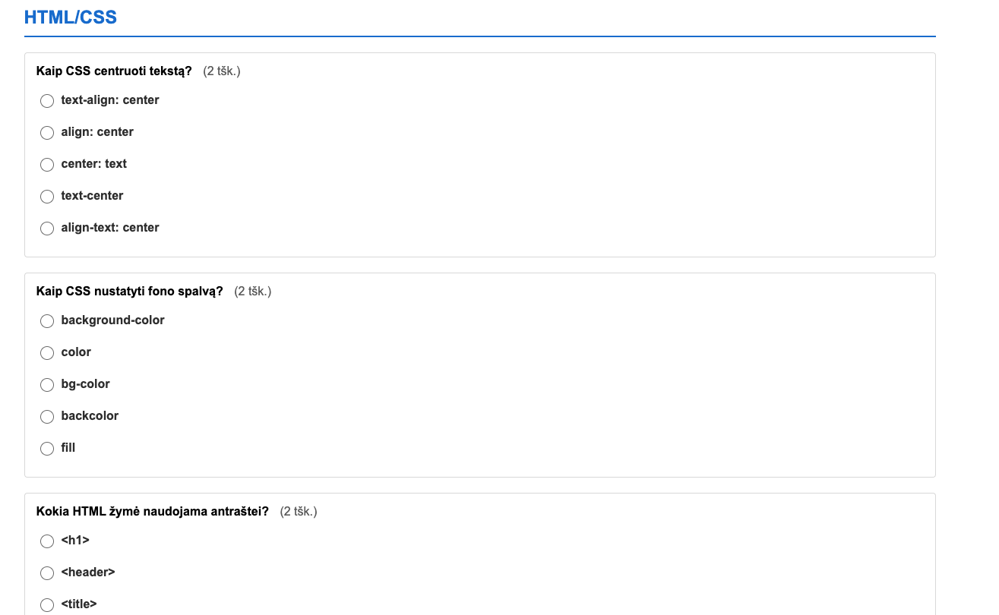 HTML/CSS
Kaip CSS centruoti tekstą? (2 tšk.)
text-align: center
align: center
center: text
text-center
align-text: center
Kaip CSS nustatyti fono spalvą? (2 tšk.)
background-color
color
bg-color
backcolor
fill
Kokia HTML žymė naudojama antraštei? (2 tšk.)
<h1>
<header>
<title>